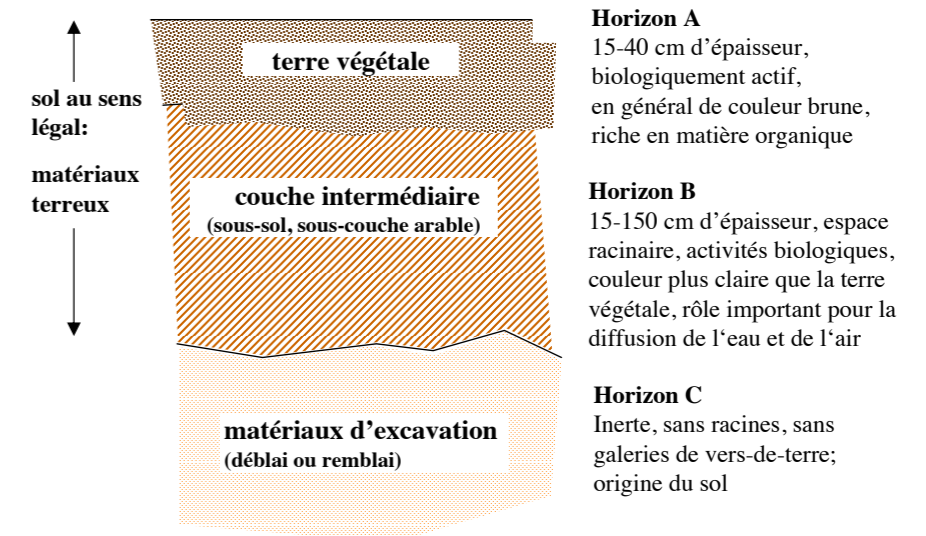 sol au sens
légal:
matériaux
terreux
terre végétale
couche intermédiaire
(sous-sol, sous-couche arable)
matériaux d’excavation
(déblai ou remblai)
Horizon A
15-40 cm d’épaisseur,
biologiquement actif,
en général de couleur brune,
riche en matière organique
Horizon B
15-150 cm d’épaisseur, espace
racinaire, activités biologiques,
couleur plus claire que la terre
végétale, rôle important pour la
diffusion de l‘eau et de l‘air
Horizon C
Inerte, sans racines, sans
galeries de vers-de-terre;
origine du sol